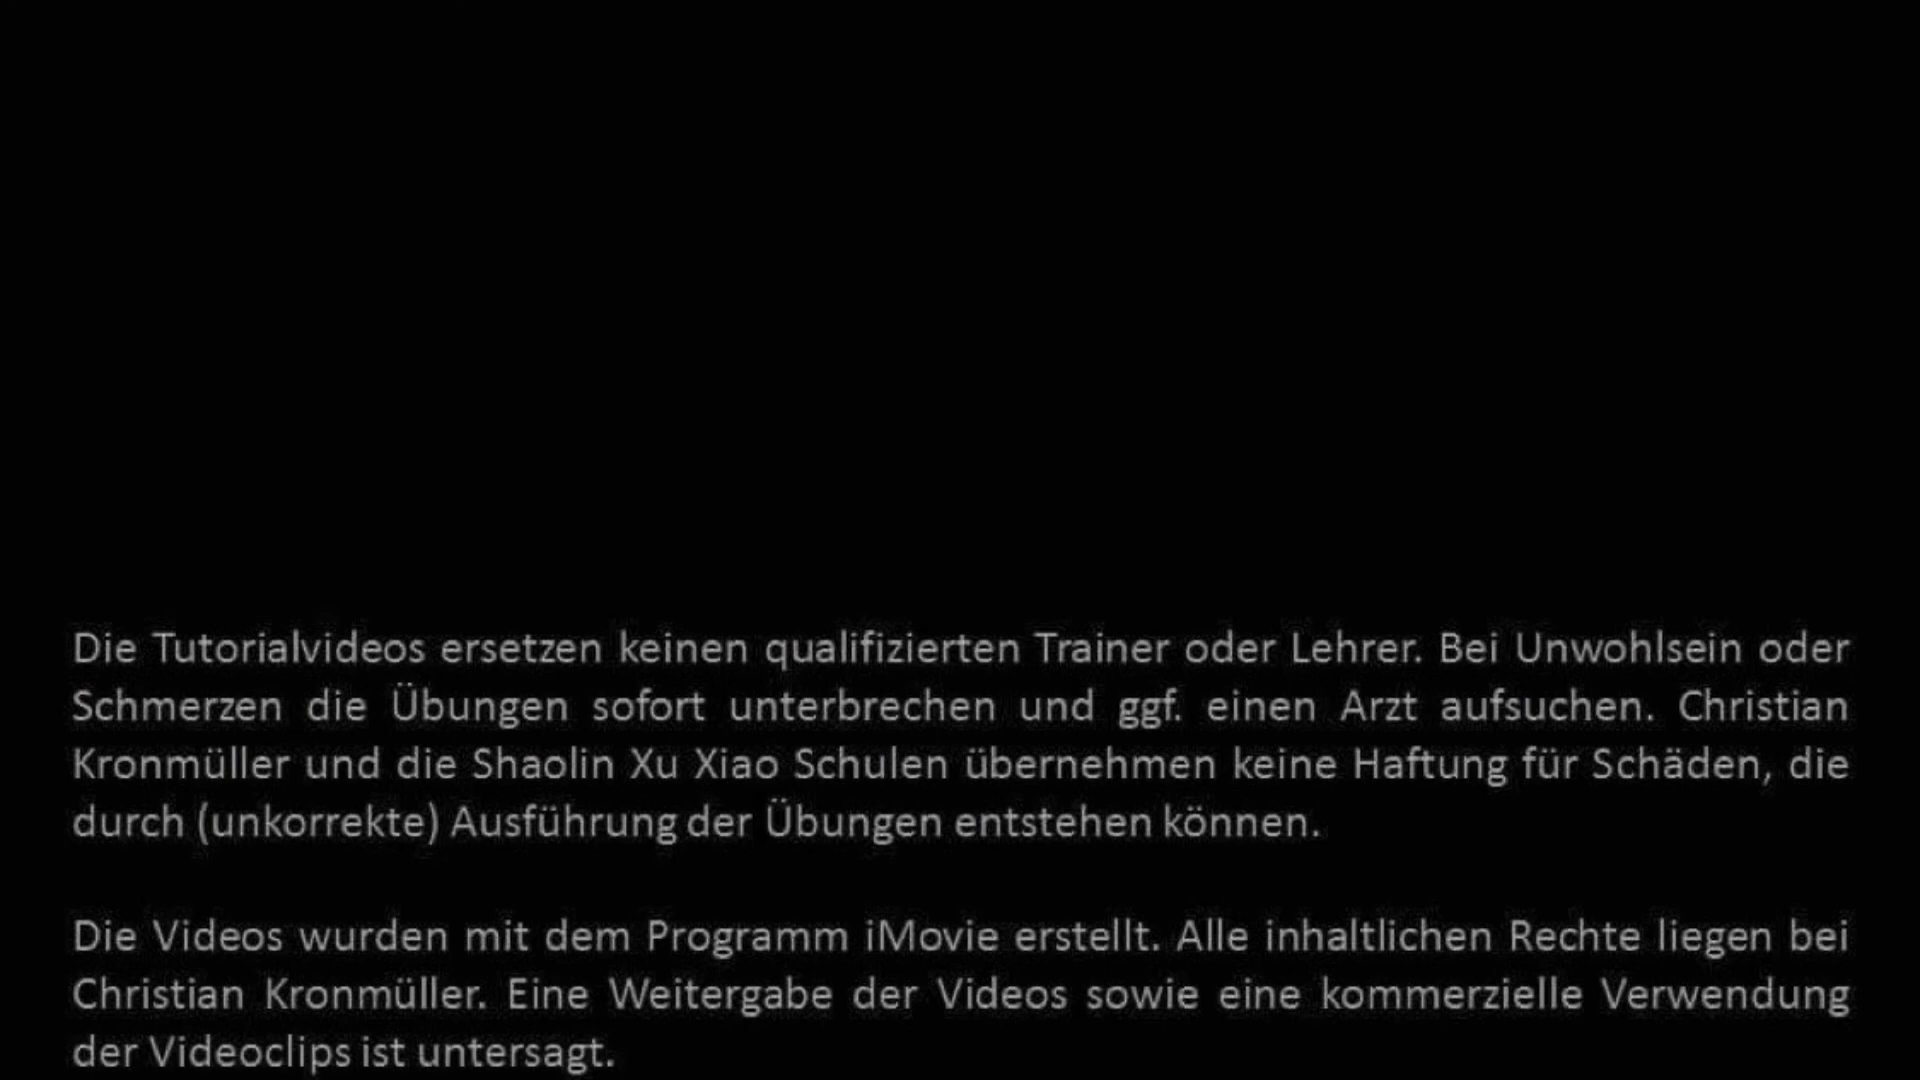 Die Tutorialvideos ersetzen keinen qualifizierten Trainer oder Lehrer. Bei Unwohlsein oder
Schmerzen die Übungen sofort unterbrechen und ggf. einen Arzt aufsuchen. Christian
Kronmüller und die Shaolin Xu Xiao Schulen übernehmen keine Haftung für Schäden, die
durch (unkorrekte) Ausführung der Übungen entstehen können.
Die Videos wurden mit dem Programm iMovie erstellt. Alle inhaltlichen Rechte liegen bei
Christian Kronmüller. Eine Weitergabe der Videos sowie eine kommerzielle Verwendung
der Videoclips ist untersagt.